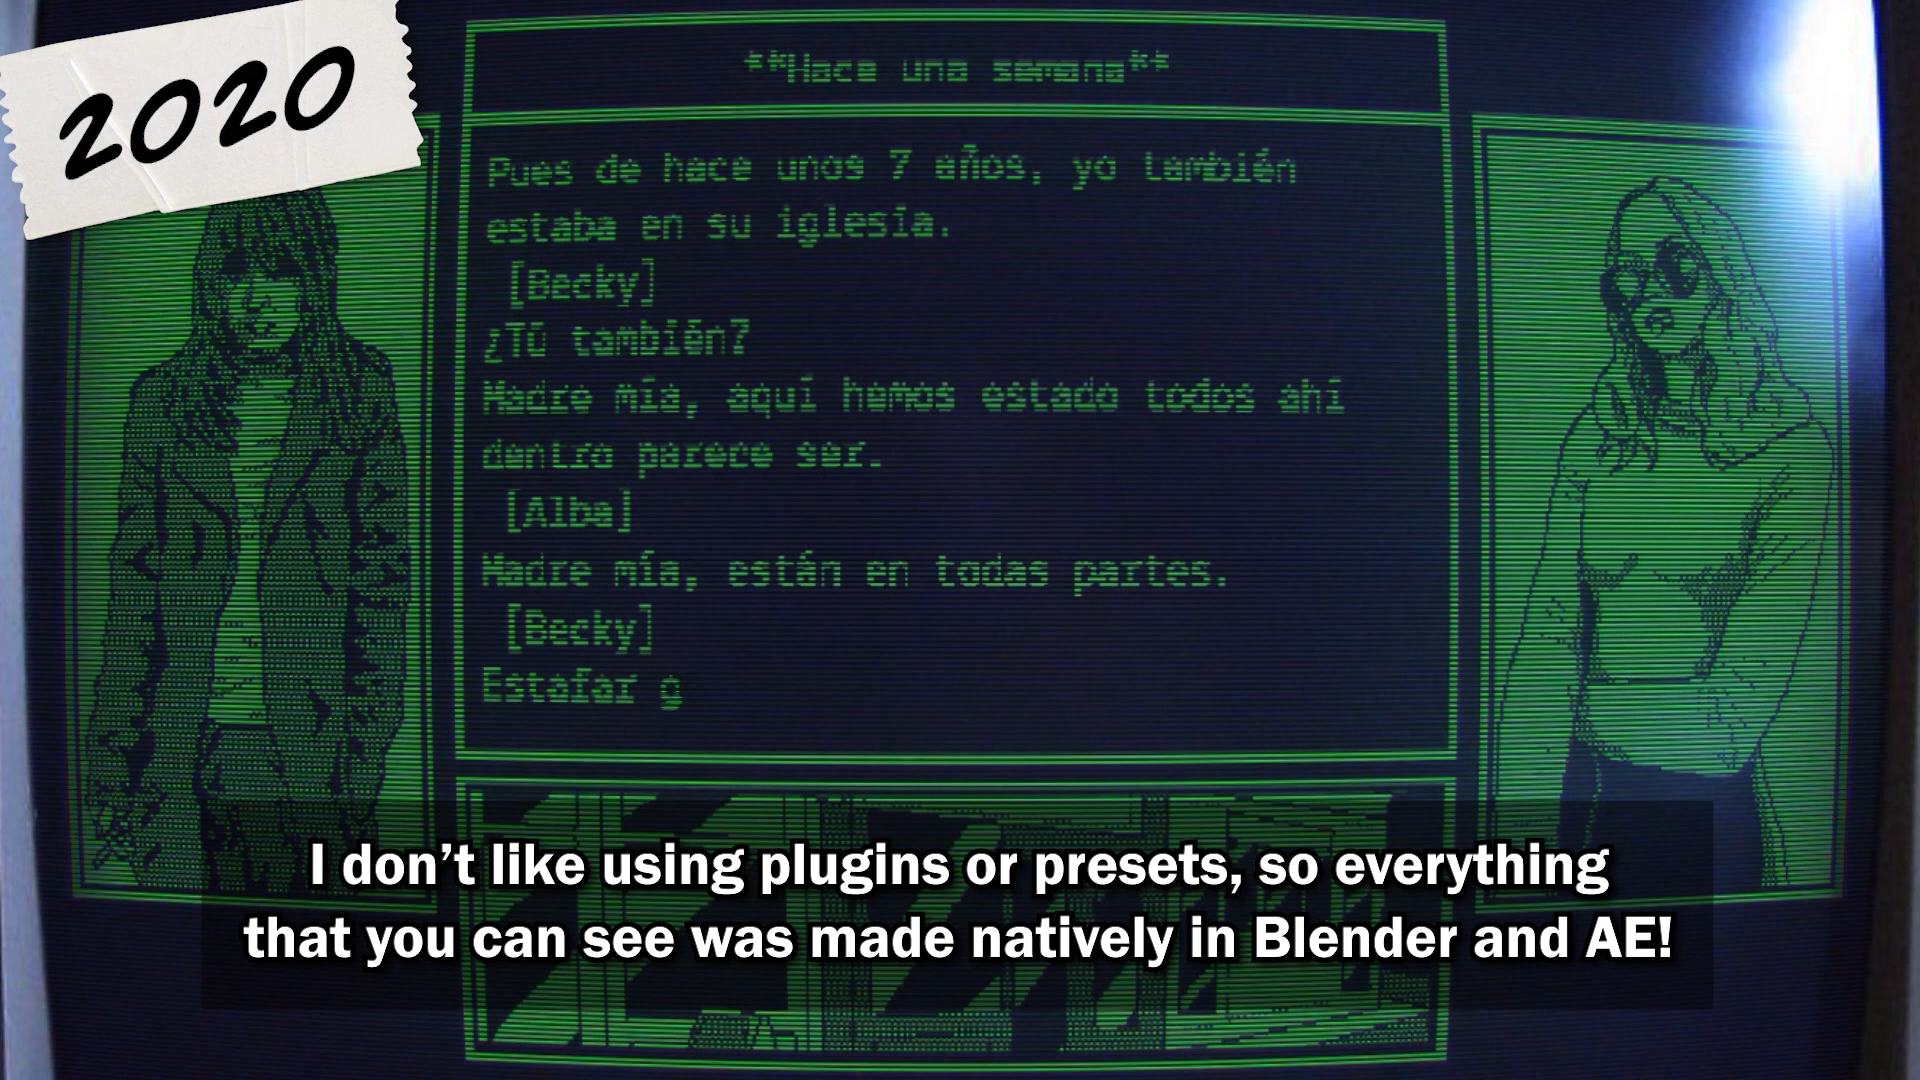 2020
**Hace una semana**
Pues de hace unos 7 años, yo también
estaba en su iglesía.
[Becky]
¿TÚ también?
Madre mía, aquí hemos estado todos ahí
dentro parece ser.
[Alba]
Madre mía, están en todas partes.
[Becky]
Estafar g
I don’t like using plugins or presets, so everything
that you can see was made natively in Blender and AE!